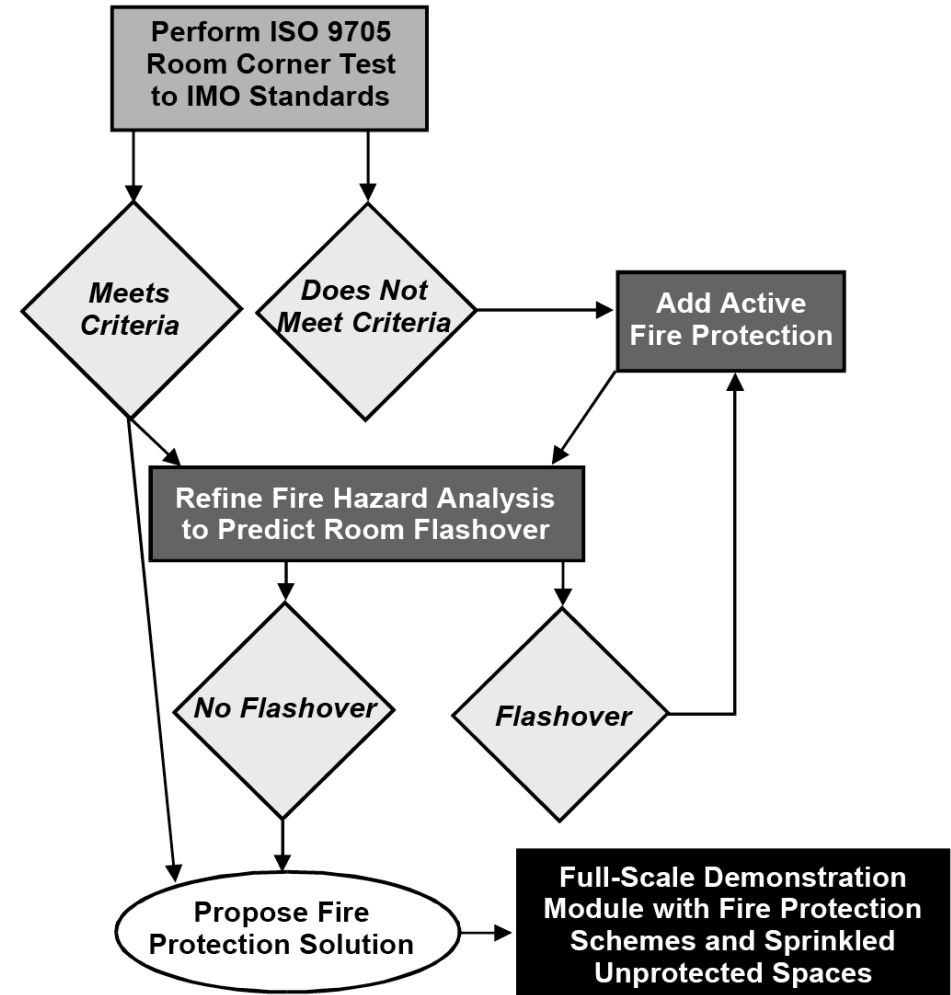 Perform ISO 9705
Room Corner Test
to IMO Standards
Meets
Criteria
Does Not
Meet Criteria
Add Active
Fire Protection
Refine Fire Hazard Analysis
to Predict Room Flashover
No Flashover
Flashover
Propose Fire
Protection Solution
Full-Scale Demonstration
Module with Fire Protection
Schemes and Sprinkled
Unprotected Spaces